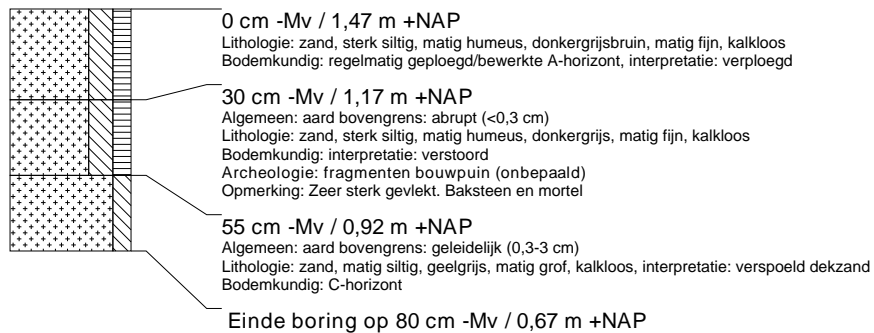 0 cm -Mv / 1,47 m +NAP
Lithologie: zand, sterk siltig, matig humeus, donkergrijsbruin, matig fijn, kalkloos
Bodemkundig: regelmatig geploegd/bewerkte A-horizont, interpretatie: verploegd
30 cm -Mv / 1,17 m +NAP
Algemeen: aard bovengrens: abrupt (<0,3 cm)
Lithologie: zand, sterk siltig, matig humeus, donkergrijs, matig fijn, kalkloos
Bodemkundig: interpretatie: verstoord
Archeologie: fragmenten bouwpuin (onbepaald)
Opmerking: Zeer sterk gevlekt. Baksteen en mortel
55 cm -Mv / 0,92 m +NAP
Algemeen: aard bovengrens: geleidelijk (0,3-3 cm)
Lithologie: zand, matig siltig, geelgrijs, matig grof, kalkloos, interpretatie: verspoeld dekzand
Bodemkundig: C-horizont
Einde boring op 80 cm -Mv / 0,67 m +NAP